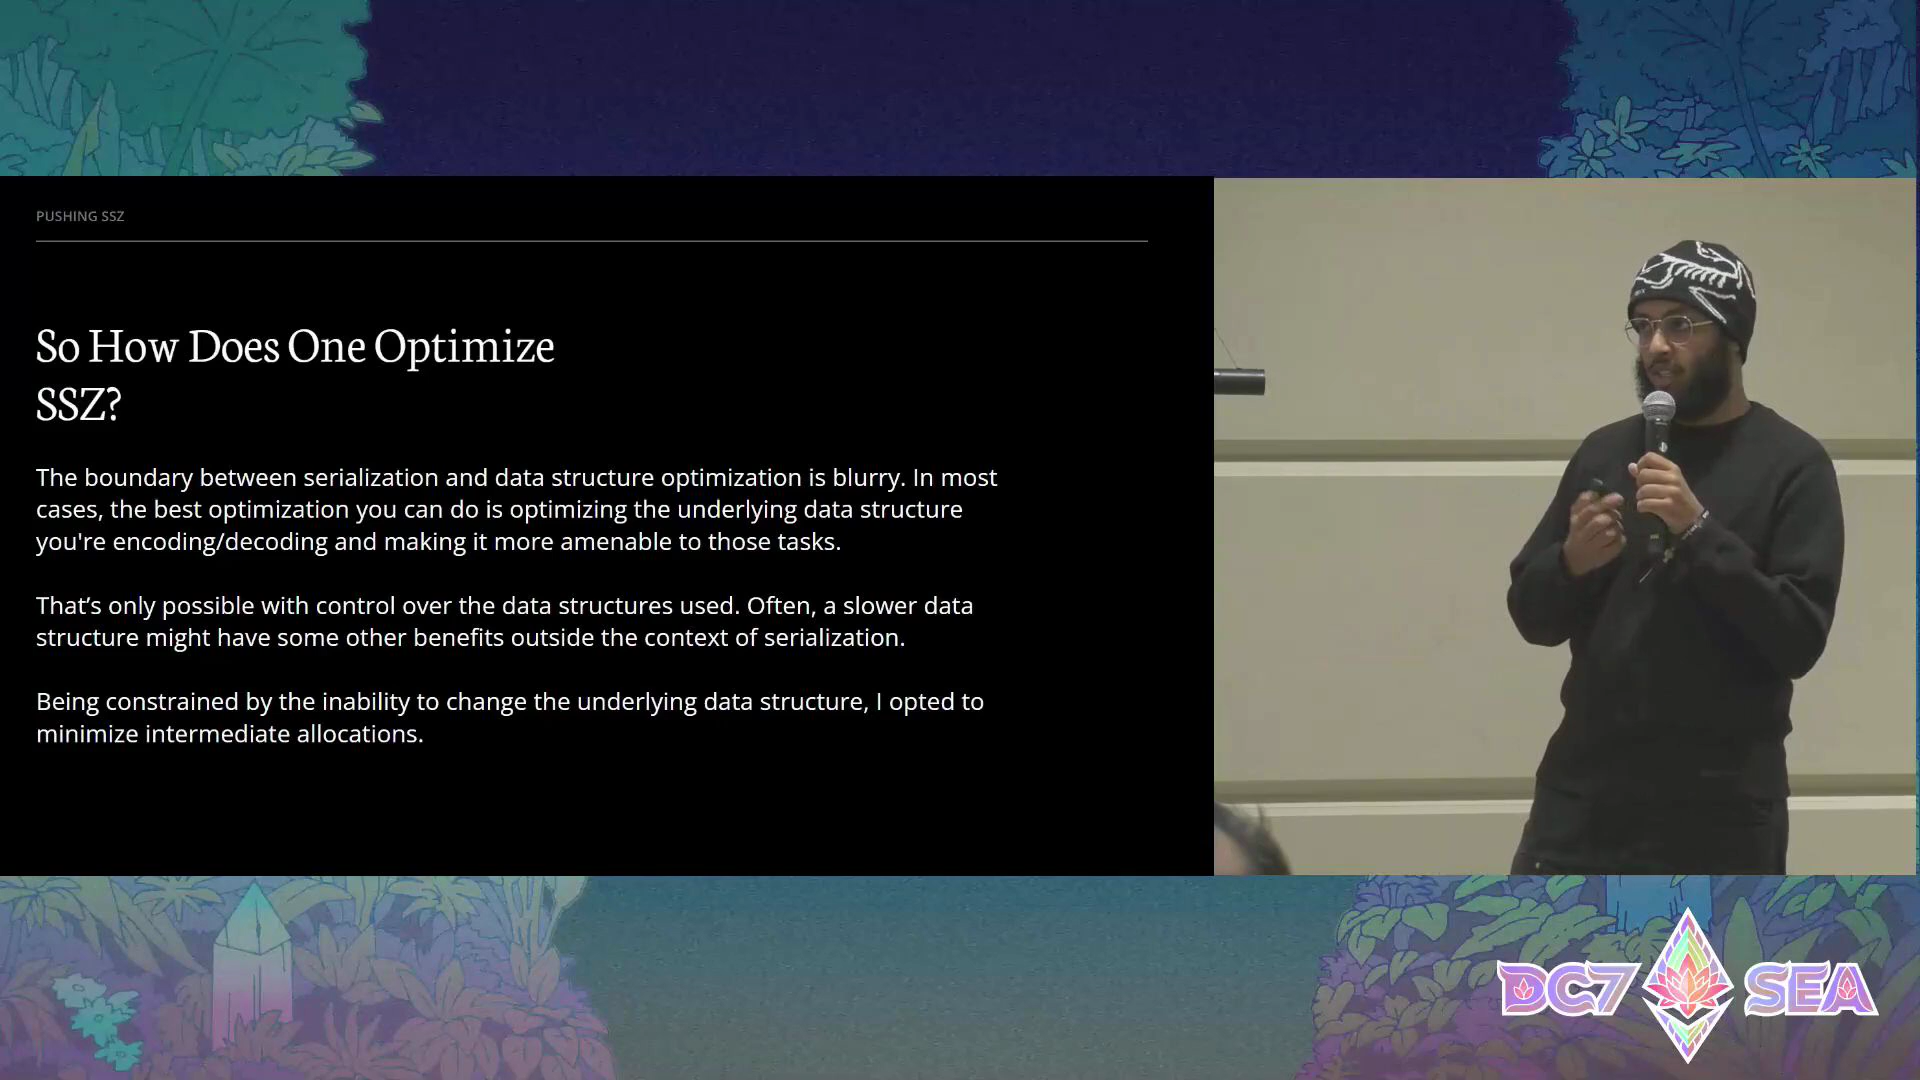 PUSHING SSZ
So How Does One Optimize
SSZ?
The boundary between serialization and data structure optimization is blurry. In most
cases, the best optimization you can do is optimizing the underlying data structure
you're encoding/decoding and making it more amenable to those tasks.
That’s only possible with control over the data structures used. Often, a slower data
structure might have some other benefits outside the context of serialization.
Being constrained by the inability to change the underlying data structure, I opted to
minimize intermediate allocations.
DC7 SEA